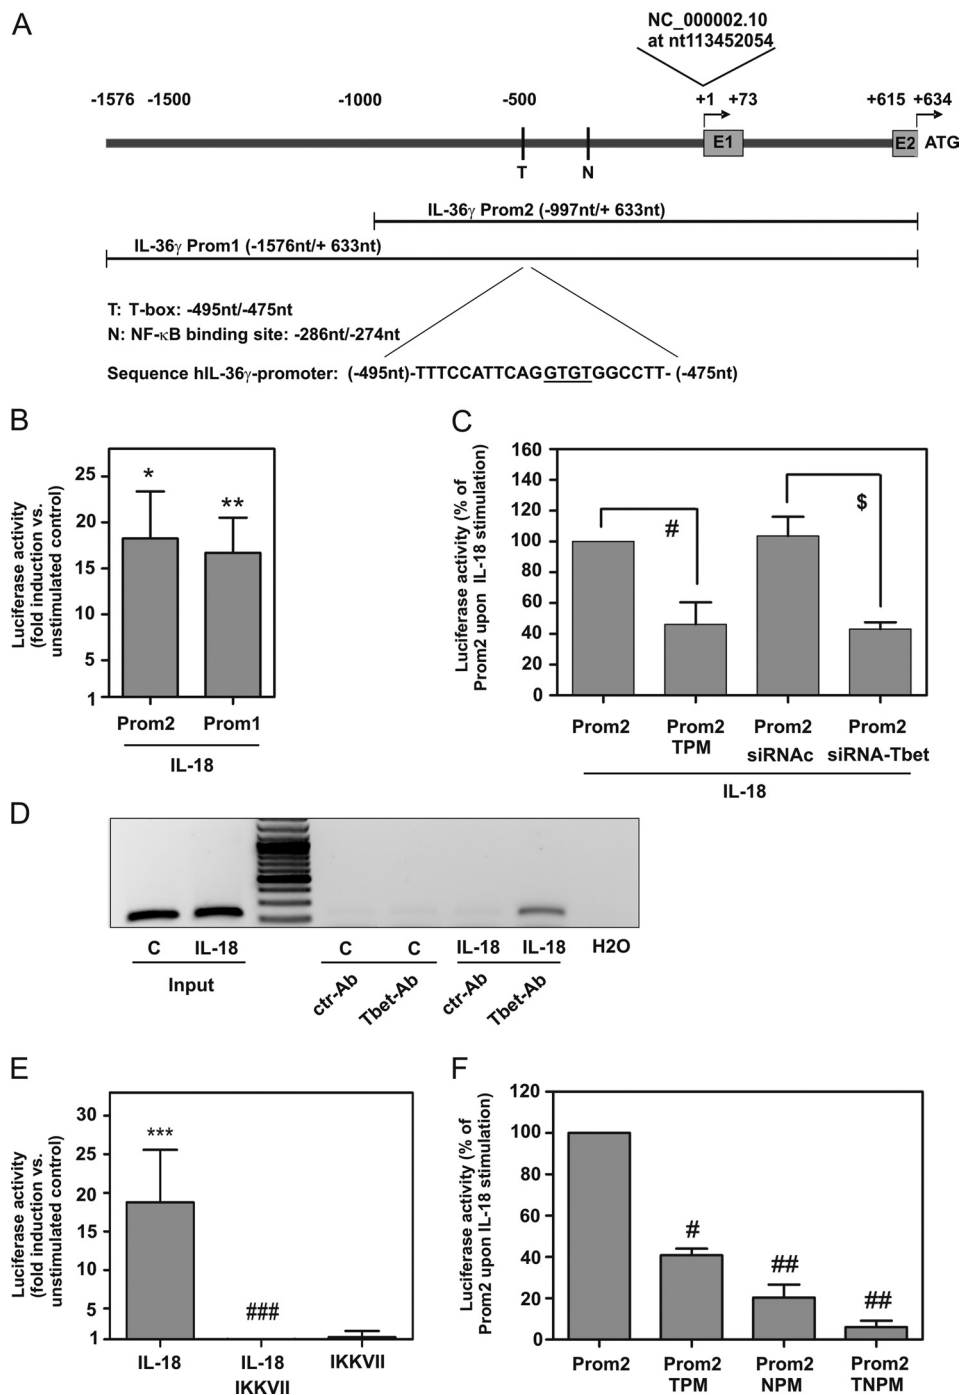 A
NC_000002.10
at nt113452054
-1576 -1500 -1000 -500 +1 +73 +615 +634
E1 E2 ATG
T N
IL-36γ Prom2 (-997nt/+ 633nt)
IL-36γ Prom1 (-1576nt/+ 633nt)
T: T-box: -495nt/-475nt
N: NF-κB binding site: -286nt/-274nt
Sequence hIL-36γ-promoter: (-495nt)-TTTCCATTCAGGTGTGGCCTT- (-475nt)
B
Luciferase activity
(fold induction vs.
unstimulated control)
25
20
15
10
5
1
* **
Prom2 Prom1
IL-18
C
Luciferase activity (% of
Prom2 upon IL-18 stimulation)
160
140
120
100
80
60
40
20
0
# $
Prom2 Prom2 Prom2 Prom2
TPM siRNAc siRNA-Tbet
IL-18
D
C IL-18 C C IL-18 IL-18 H2O
Input ctr-Ab Tbet-Ab ctr-Ab Tbet-Ab
E
Luciferase activity
(fold induction vs.
unstimulated control)
30
25
20
15
10
5
1
*** ###
IL-18 IL-18 IKKVII
IKKVII
F
Luciferase activity (% of
Prom2 upon IL-18 stimulation)
120
100
80
60
40
20
0
# ## ##
Prom2 Prom2 Prom2 Prom2
TPM NPM TNPM